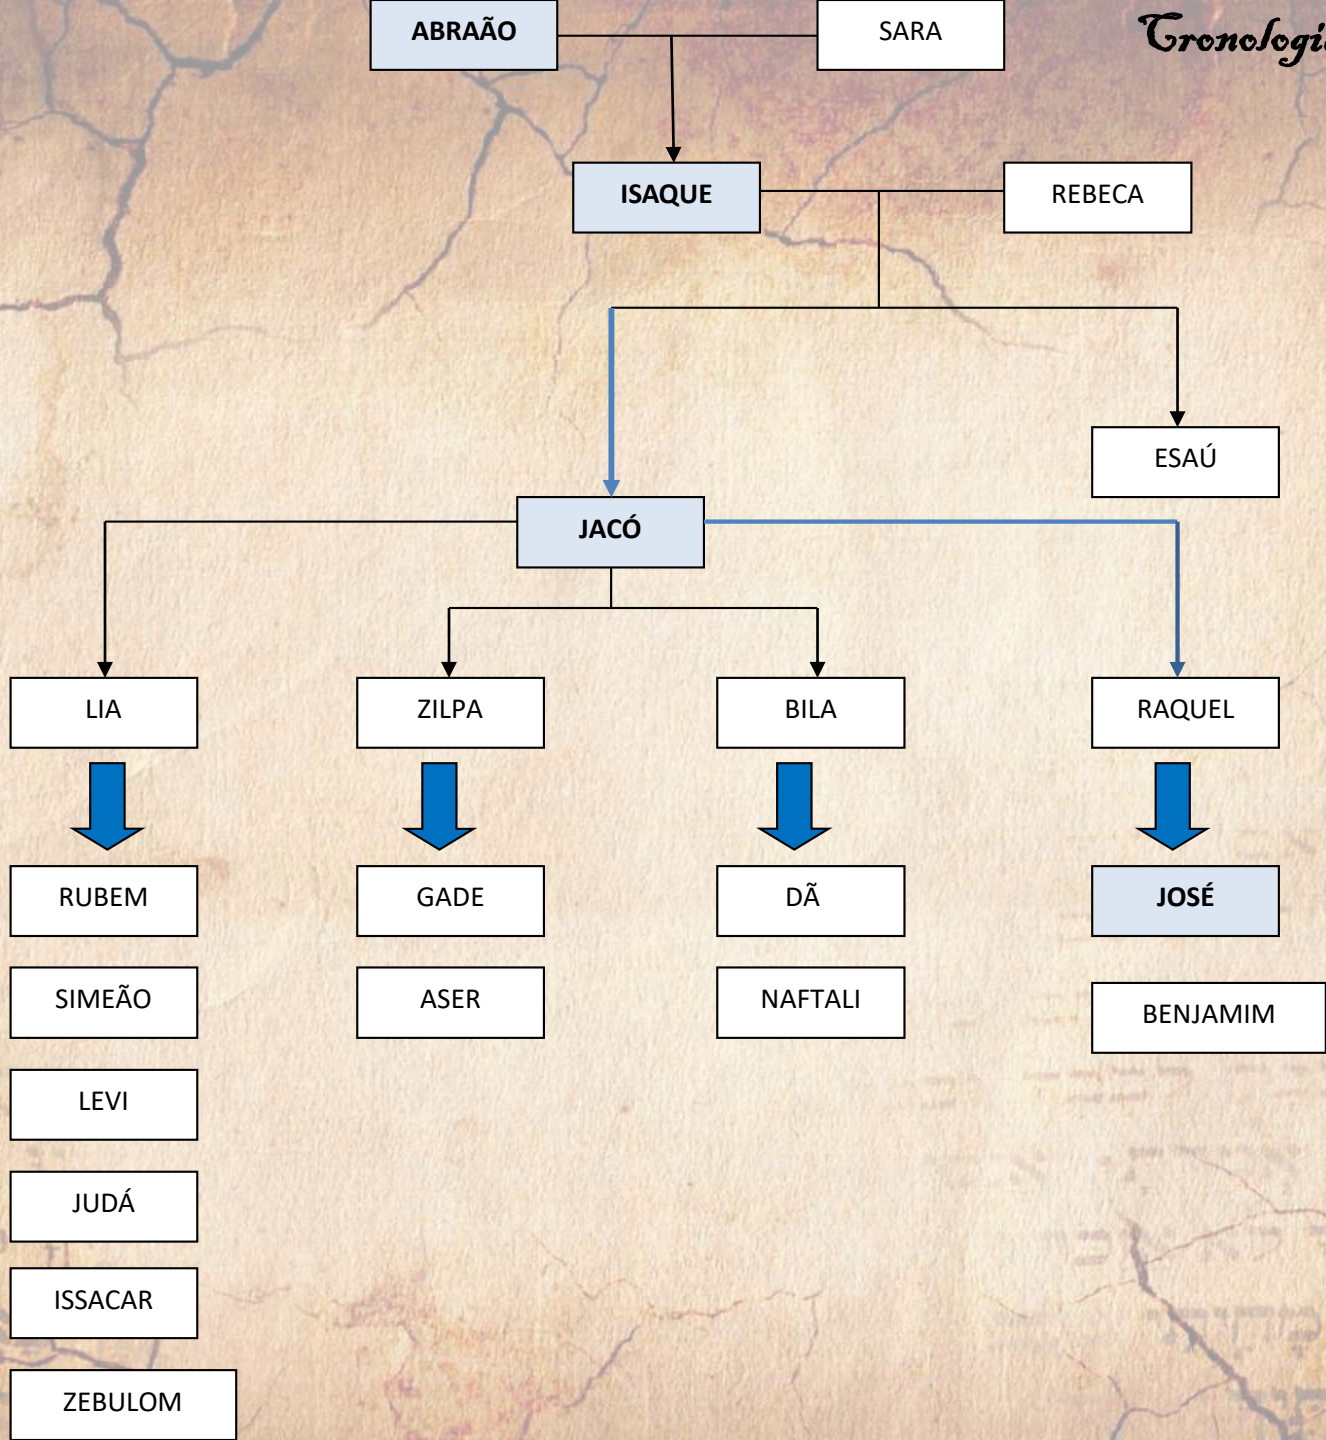 ABRAÃO
SARA
ISAQUE
REBECA
ESAÚ
JACÓ
LIA
ZILPA
BILA
RAQUEL
RUBEM
GADE
DÃ
JOSÉ
SIMEÃO
ASER
NAFTALI
BENJAMIM
LEVI
JUDÁ
ISSACAR
ZEBULOM